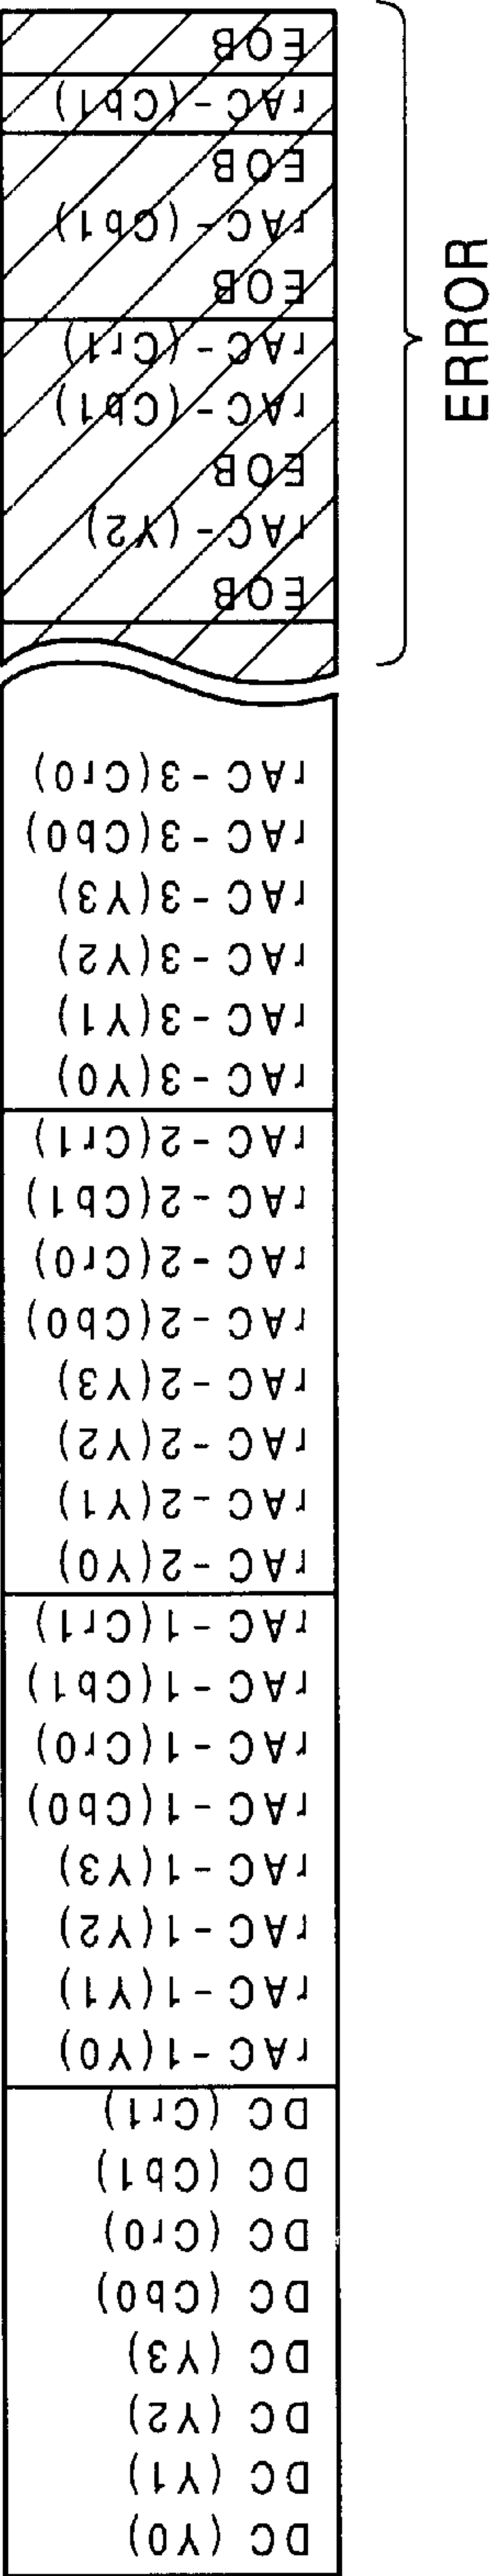 DC (Y0)
DC (Y1)
DC (Y2)
DC (Y3)
DC (Cb0)
DC (Cr0)
DC (Cb1)
DC (Cr1)
rAC-1(Y0)
rAC-1(Y1)
rAC-1(Y2)
rAC-1(Y3)
rAC-1(Cb0)
rAC-1(Cr0)
rAC-1(Cb1)
rAC-1(Cr1)
rAC-2(Y0)
rAC-2(Y1)
rAC-2(Y2)
rAC-2(Y3)
rAC-2(Cb0)
rAC-2(Cr0)
rAC-2(Cb1)
rAC-2(Cr1)
rAC-3(Y0)
rAC-3(Y1)
rAC-3(Y2)
rAC-3(Y3)
rAC-3(Cb0)
rAC-3(Cr0)
EOB
rAC-(Y2)
EOB
rAC-(Cb1)
rAC-(Cr1)
EOB
rAC-(Cb1)
EOB
rAC-(Cb1)
EOB
ERROR